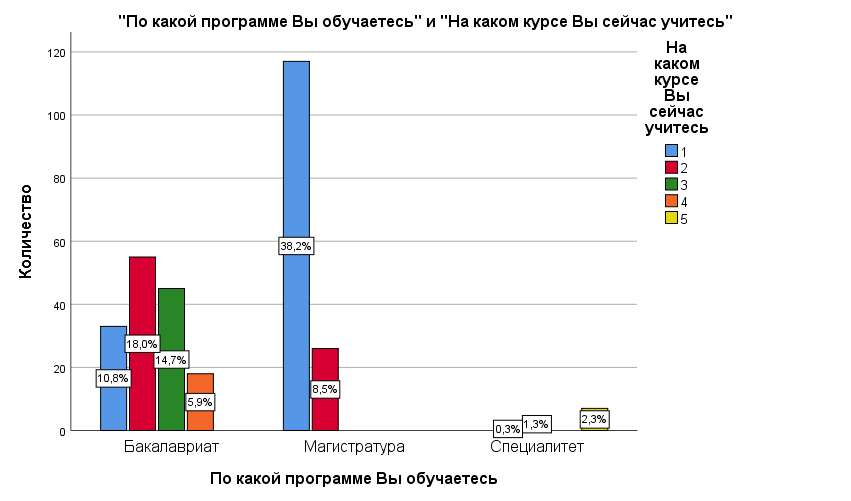 "По какой программе Вы обучаетесь" и "На каком курсе Вы сейчас учитесь"
Количество
120
100
80
60
40
20
0
10,8%
18,0%
14,7%
5,9%
38,2%
8,5%
0,3%
1,3%
2,3%
Бакалавриат
Магистратура
Специалитет
По какой программе Вы обучаетесь
На
каком
курсе
Вы
сейчас
учитесь
1
2
3
4
5